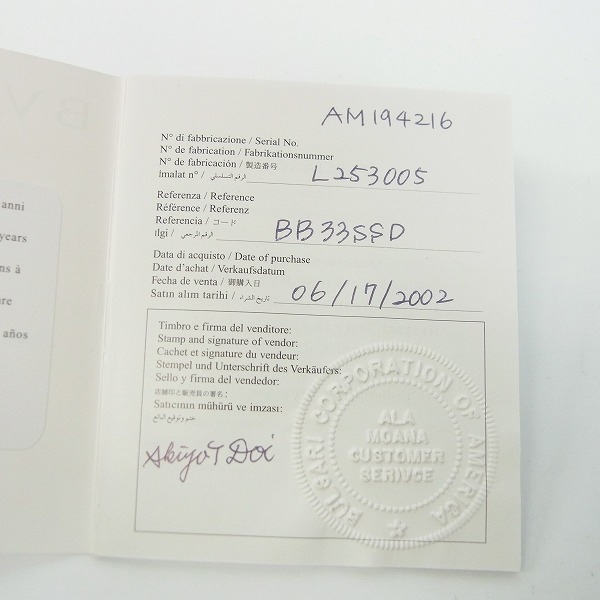 BV
anni
years
ns à
are
años
AM194216
N° di fabbricazione / Serial No.
N° de fabrication / Fabrikationsnummer
N° de fabricación / 製造番号
İmalat n° / الرقم التسلسلي L253005
Referenza / Reference
Référence / Referenz
Referencia / コード
Ilgi / الرقم المرجعي BB33SSD
Data di acquisto / Date of purchase
Date d'achat / Verkaufsdatum
Fecha de venta / 御購入日
Satın alim tarihi / تاريخ الشراء 06/17/2002
Timbro e firma del venditore:
Stamp and signature of vendor:
Cachet et signature du vendeur:
Stempel und Unterschrift des Verkäufers:
Sello y firma del vendedor:
店舗印と販売員の署名:
Satıcının mühürü ve imzası:
ختم وتوقيع البائع
Akiyo T Doi
BULGARI CORPORATION OF AMERICA
ALA
MOANA
CUSTOMER
SERIVCE